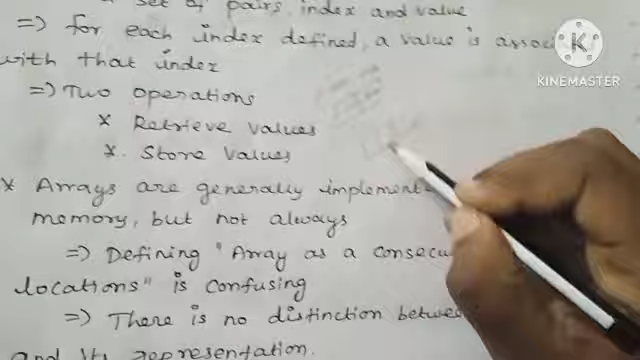 set of pairs, index and value
=> for each index defined, a value is
with that index
=> Two operations
* Retrieve values
* Store values
* Arrays are generally
memory, but not always
=> Defining "Array as a
locations" is confusing
=> There is no distinction
and its representation.
KINEMASTER